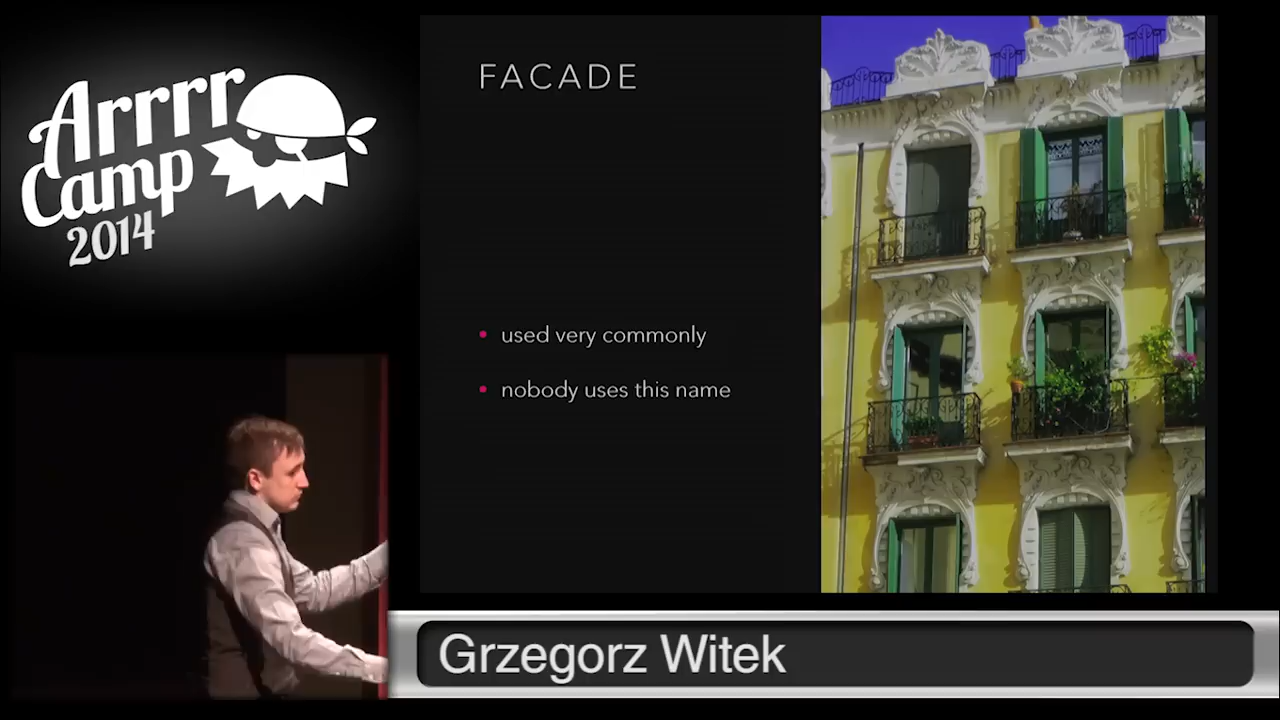 Arrrr
Camp
2014
FACADE
used very commonly
nobody uses this name
Grzegorz Witek